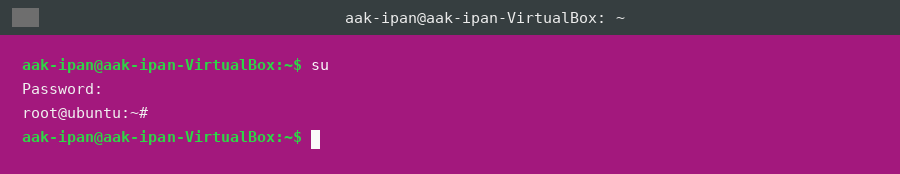 aak-ipan@aak-ipan-VirtualBox: ~
aak-ipan@aak-ipan-VirtualBox:~$ su
Password:
root@ubuntu:~#
aak-ipan@aak-ipan-VirtualBox:~$